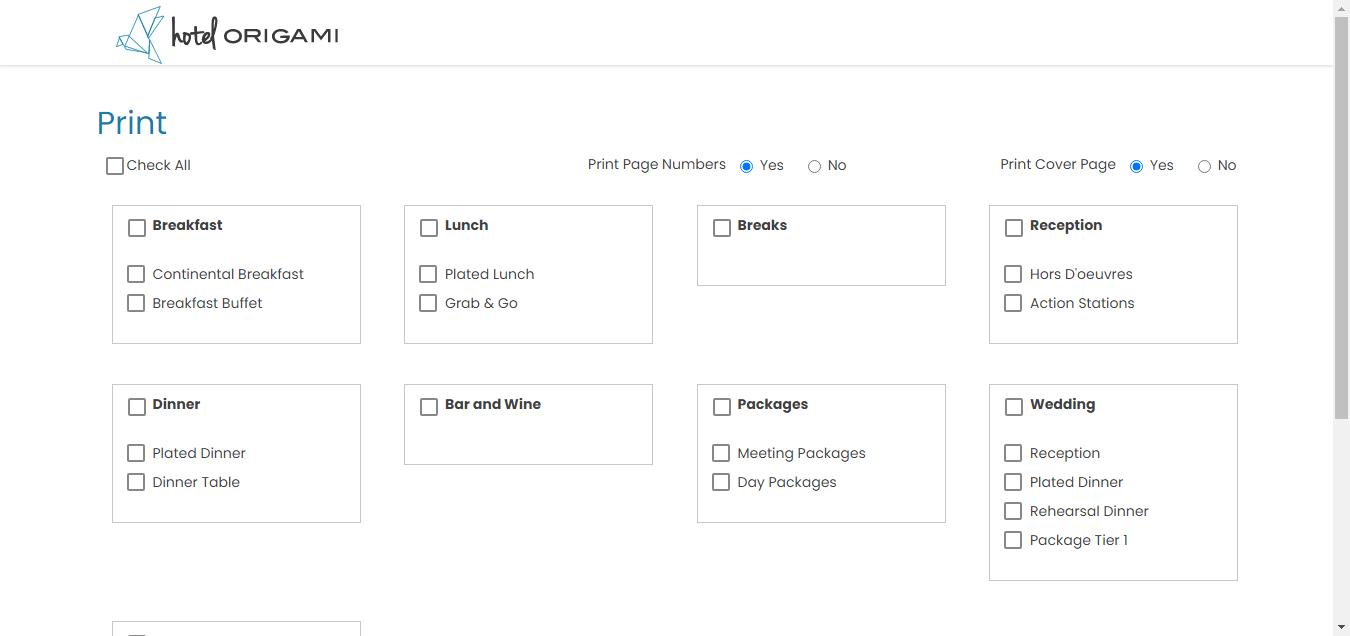 hotel ORIGAMI
Print
Check All
Print Page Numbers Yes No
Print Cover Page Yes No
Breakfast
Continental Breakfast
Breakfast Buffet
Lunch
Plated Lunch
Grab & Go
Breaks
Reception
Hors D'oeuvres
Action Stations
Dinner
Plated Dinner
Dinner Table
Bar and Wine
Packages
Meeting Packages
Day Packages
Wedding
Reception
Plated Dinner
Rehearsal Dinner
Package Tier 1